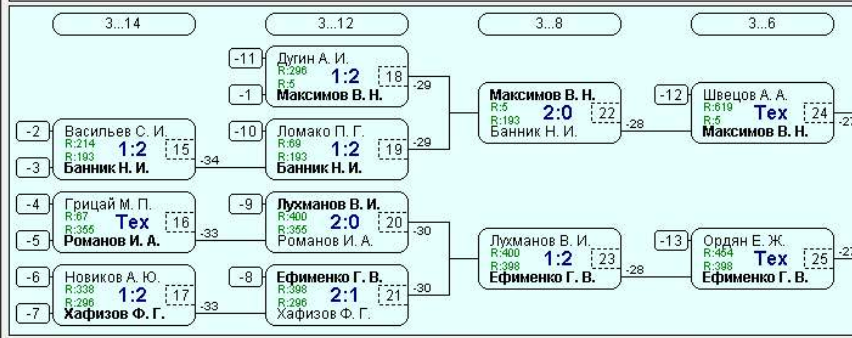 3...14
3...12
3...8
3...6
-11
Дугин А. И.
R:296
R:5
1:2
18
-1
Максимов В. Н.
-29
-2
Васильев С. И.
R:214
R:193
1:2
15
-3
Банник Н. И.
-34
-10
Ломако П. Г.
R:69
R:193
1:2
19
Банник Н. И.
-29
Максимов В. Н.
R:5
R:193
2:0
22
Банник Н. И.
-28
-12
Швецов А. А.
R:619
R:5
Тех
24
Максимов В. Н.
-27
-4
Грицай М. П.
R:67
R:355
Тех
16
-5
Романов И. А.
-33
-9
Лухманов В. И.
R:400
R:355
2:0
20
Романов И. А.
-30
-6
Новиков А. Ю.
R:338
R:296
1:2
17
-7
Хафизов Ф. Г.
-33
-8
Ефименко Г. В.
R:398
R:296
2:1
21
Хафизов Ф. Г.
-30
Лухманов В. И.
R:400
R:398
1:2
23
Ефименко Г. В.
-28
-13
Ордян Е. Ж.
R:454
R:398
Тех
25
Ефименко Г. В.
-27